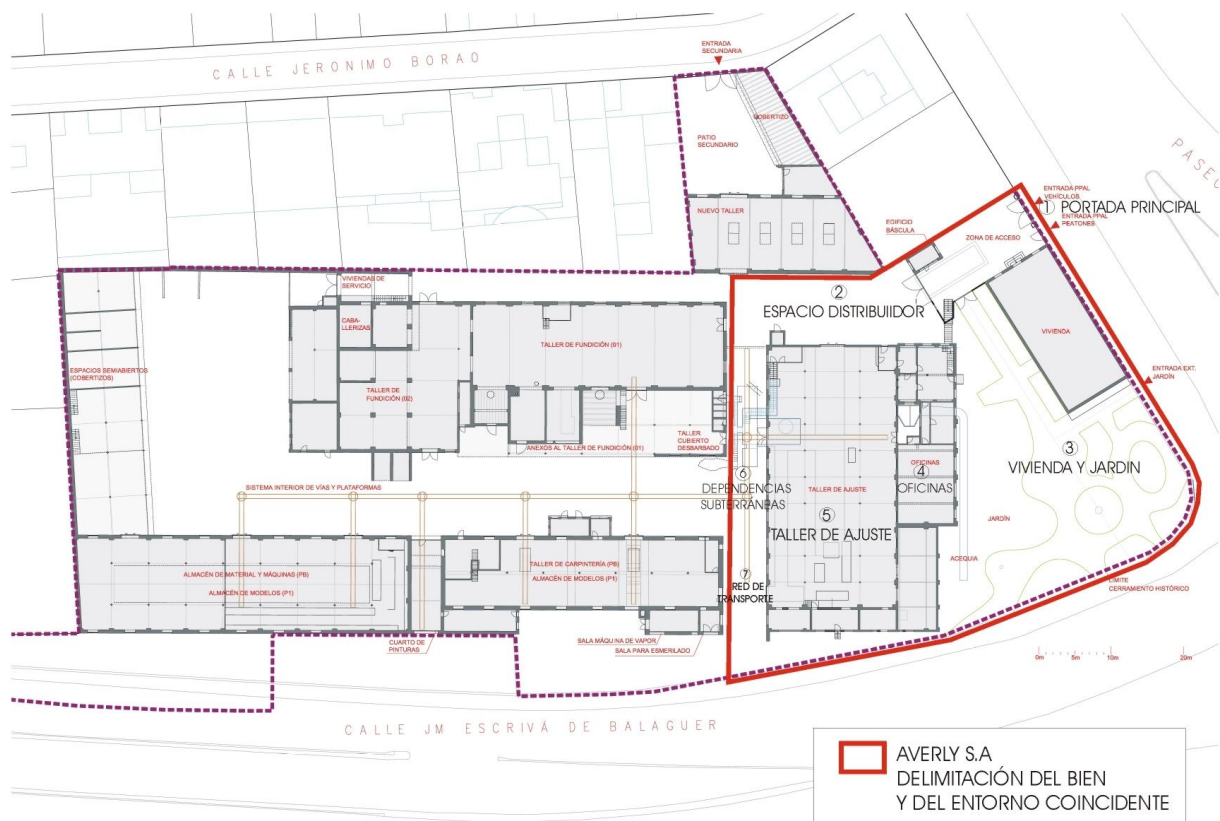 CALLE JERONIMO BORAO
ENTRADA
SECUNDARIA
COBERTIZO
PATIO
SECUNDARIO
PASEO
ENTRADA PPAL
VEHÍCULOS
① PORTADA PRINCIPAL
ENTRADA PPAL
PEATONES
NUEVO TALLER
EDIFICIO
BÁSCULA
ZONA DE ACCESO
VIVIENDAS DE
SERVICIO
②
ESPACIO DISTRIBUIDOR
CABA-
LLERIZAS
VIVIENDA
TALLER DE FUNDICIÓN (01)
ESPACIOS SEMIABIERTOS
(COBERTIZOS)
ENTRADA EXT.
JARDÍN
TALLER DE
FUNDICIÓN (02)
TALLER
CUBIERTO
DESBARSADO
ANEXOS AL TALLER DE FUNDICIÓN (01)
③
VIVIENDA Y JARDIN
OFICINAS
④
OFICINAS
⑥
DEPENDENCIAS
SUBTERRÁNEAS
SISTEMA INTERIOR DE VÍAS Y PLATAFORMAS
TALLER DE AJUSTE
⑤
TALLER DE AJUSTE
JARDÍN
ACEQUIA
TALLER DE CARPINTERÍA (PB)
ALMACÉN DE MODELOS (P1)
ALMACÉN DE MATERIAL Y MÁQUINAS (PB)
ALMACÉN DE MODELOS (P1)
⑦
RED DE
TRANSPORTE
LÍMITE
CERRAMIENTO HISTÓRICO
CUARTO DE
PINTURAS
SALA MÁQUINA DE VAPOR
SALA PARA ESMERILADO
0m 5m 10m 20m
CALLE JM ESCRIVÁ DE BALAGUER
AVERLY S.A
DELIMITACIÓN DEL BIEN
Y DEL ENTORNO COINCIDENTE